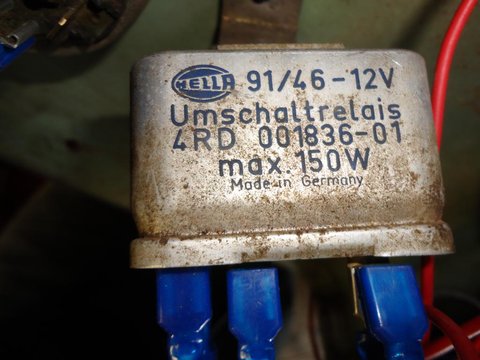 HELLA 91/46-12V
Umschaltrelais
4RD 001836-01
max. 150W
Made in Germany